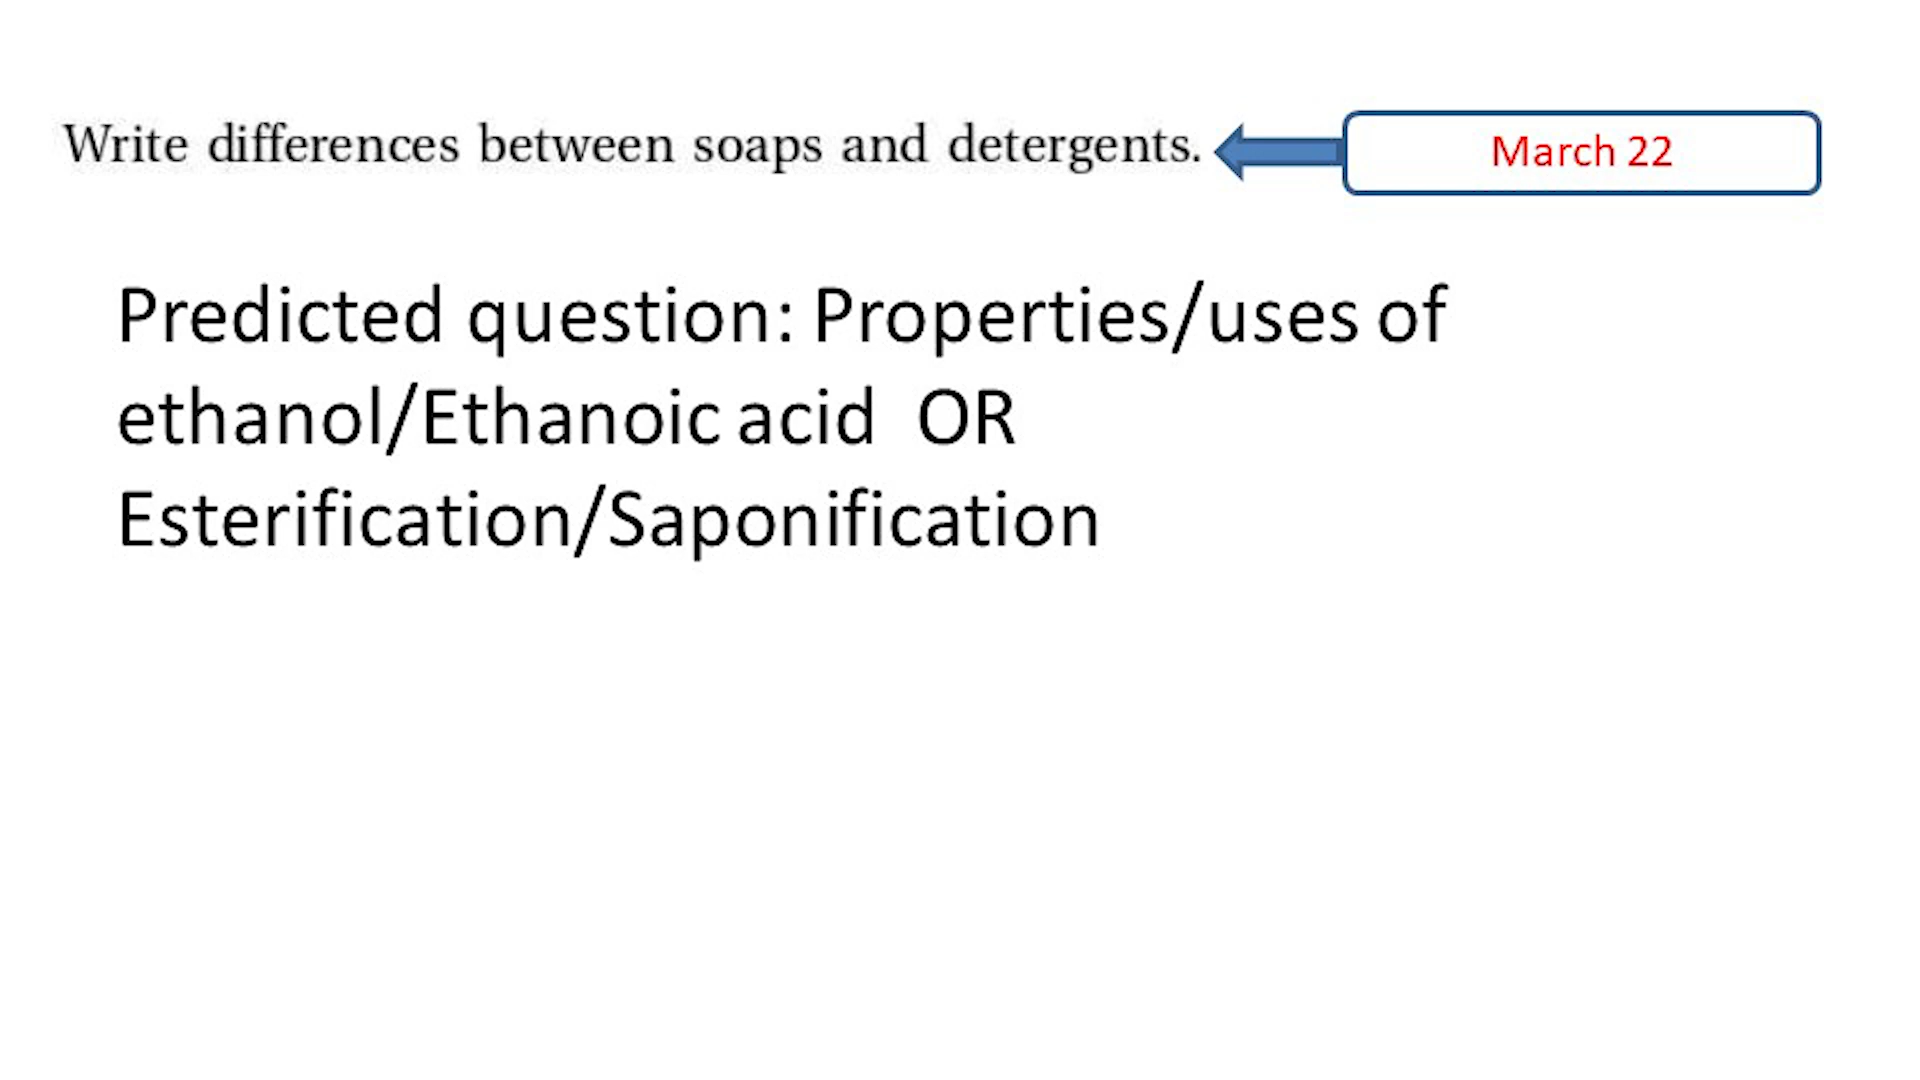 Write differences between soaps and detergents.
March 22
Predicted question: Properties/uses of
ethanol/Ethanoic acid OR
Esterification/Saponification